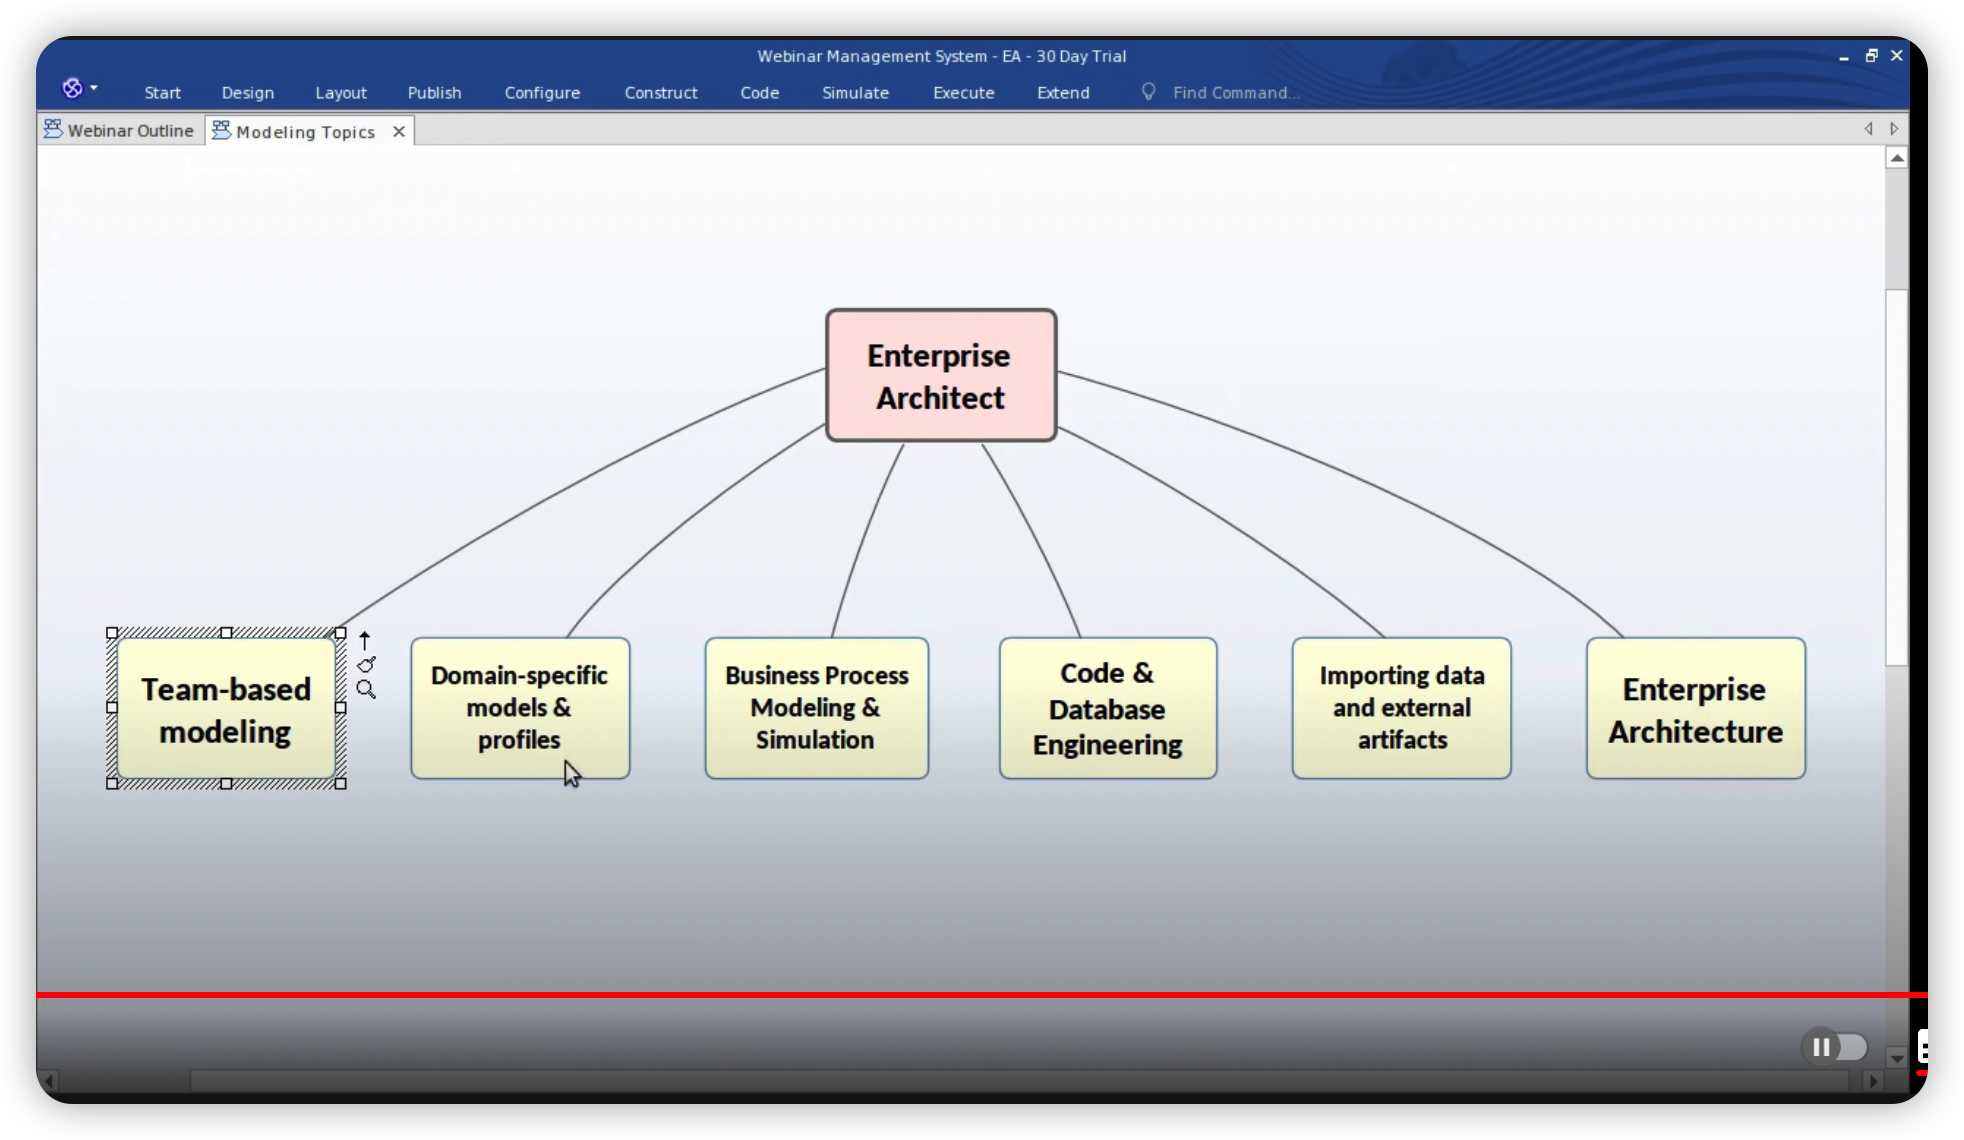 Webinar Management System - EA - 30 Day Trial
Start Design Layout Publish Configure Construct Code Simulate Execute Extend Find Command...
Webinar Outline Modeling Topics
Enterprise
Architect
Team-based
modeling
Domain-specific
models &
profiles
Business Process
Modeling &
Simulation
Code &
Database
Engineering
Importing data
and external
artifacts
Enterprise
Architecture